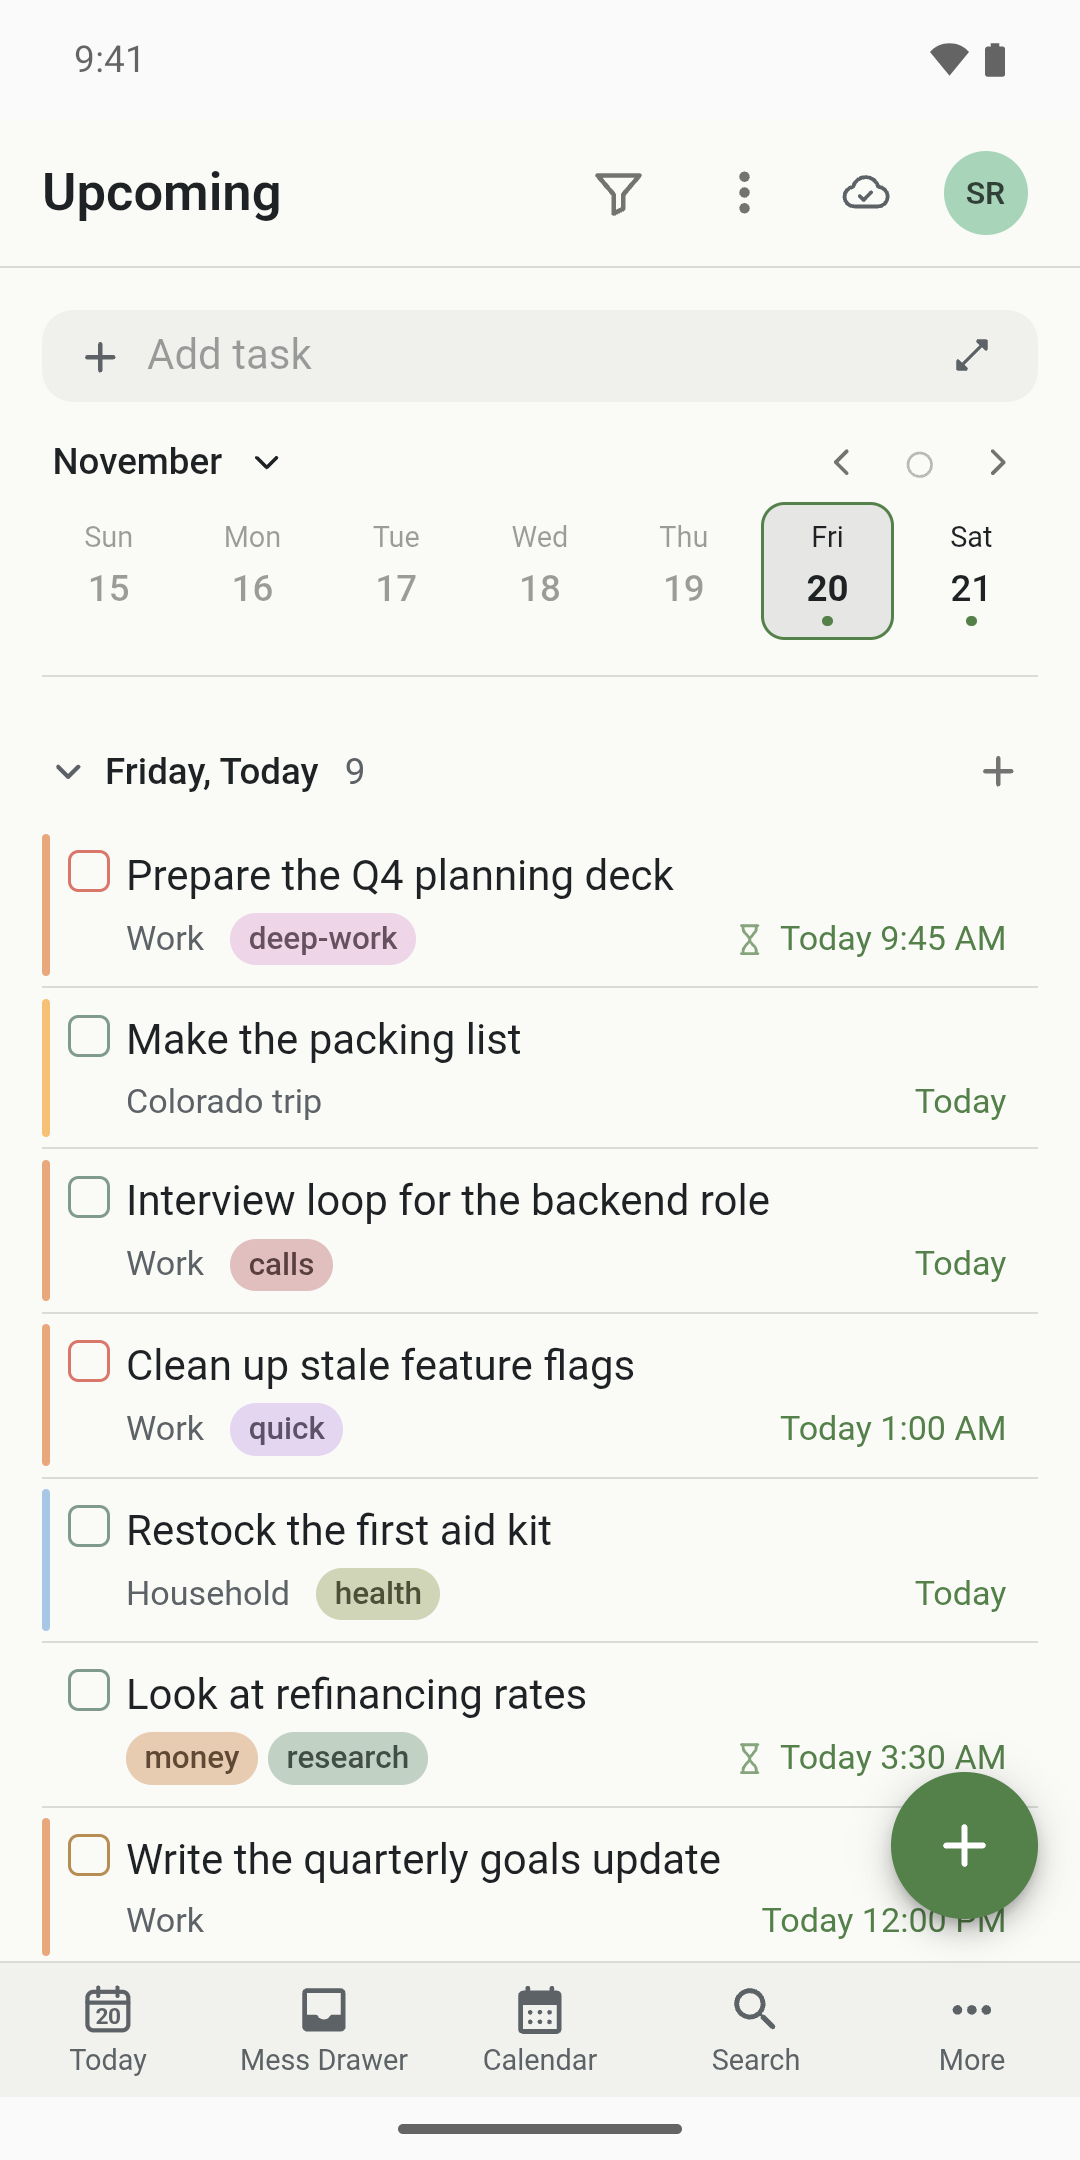 9:41
Upcoming
SR
Add task
November
Sun Mon Tue Wed Thu Fri Sat
15 16 17 18 19 20 21
Friday, Today 9
Prepare the Q4 planning deck
Work deep-work Today 9:45 AM
Make the packing list
Colorado trip Today
Interview loop for the backend role
Work calls Today
Clean up stale feature flags
Work quick Today 1:00 AM
Restock the first aid kit
Household health Today
Look at refinancing rates
money research Today 3:30 AM
Write the quarterly goals update
Work Today 12:00 PM
20
Today Mess Drawer Calendar Search More